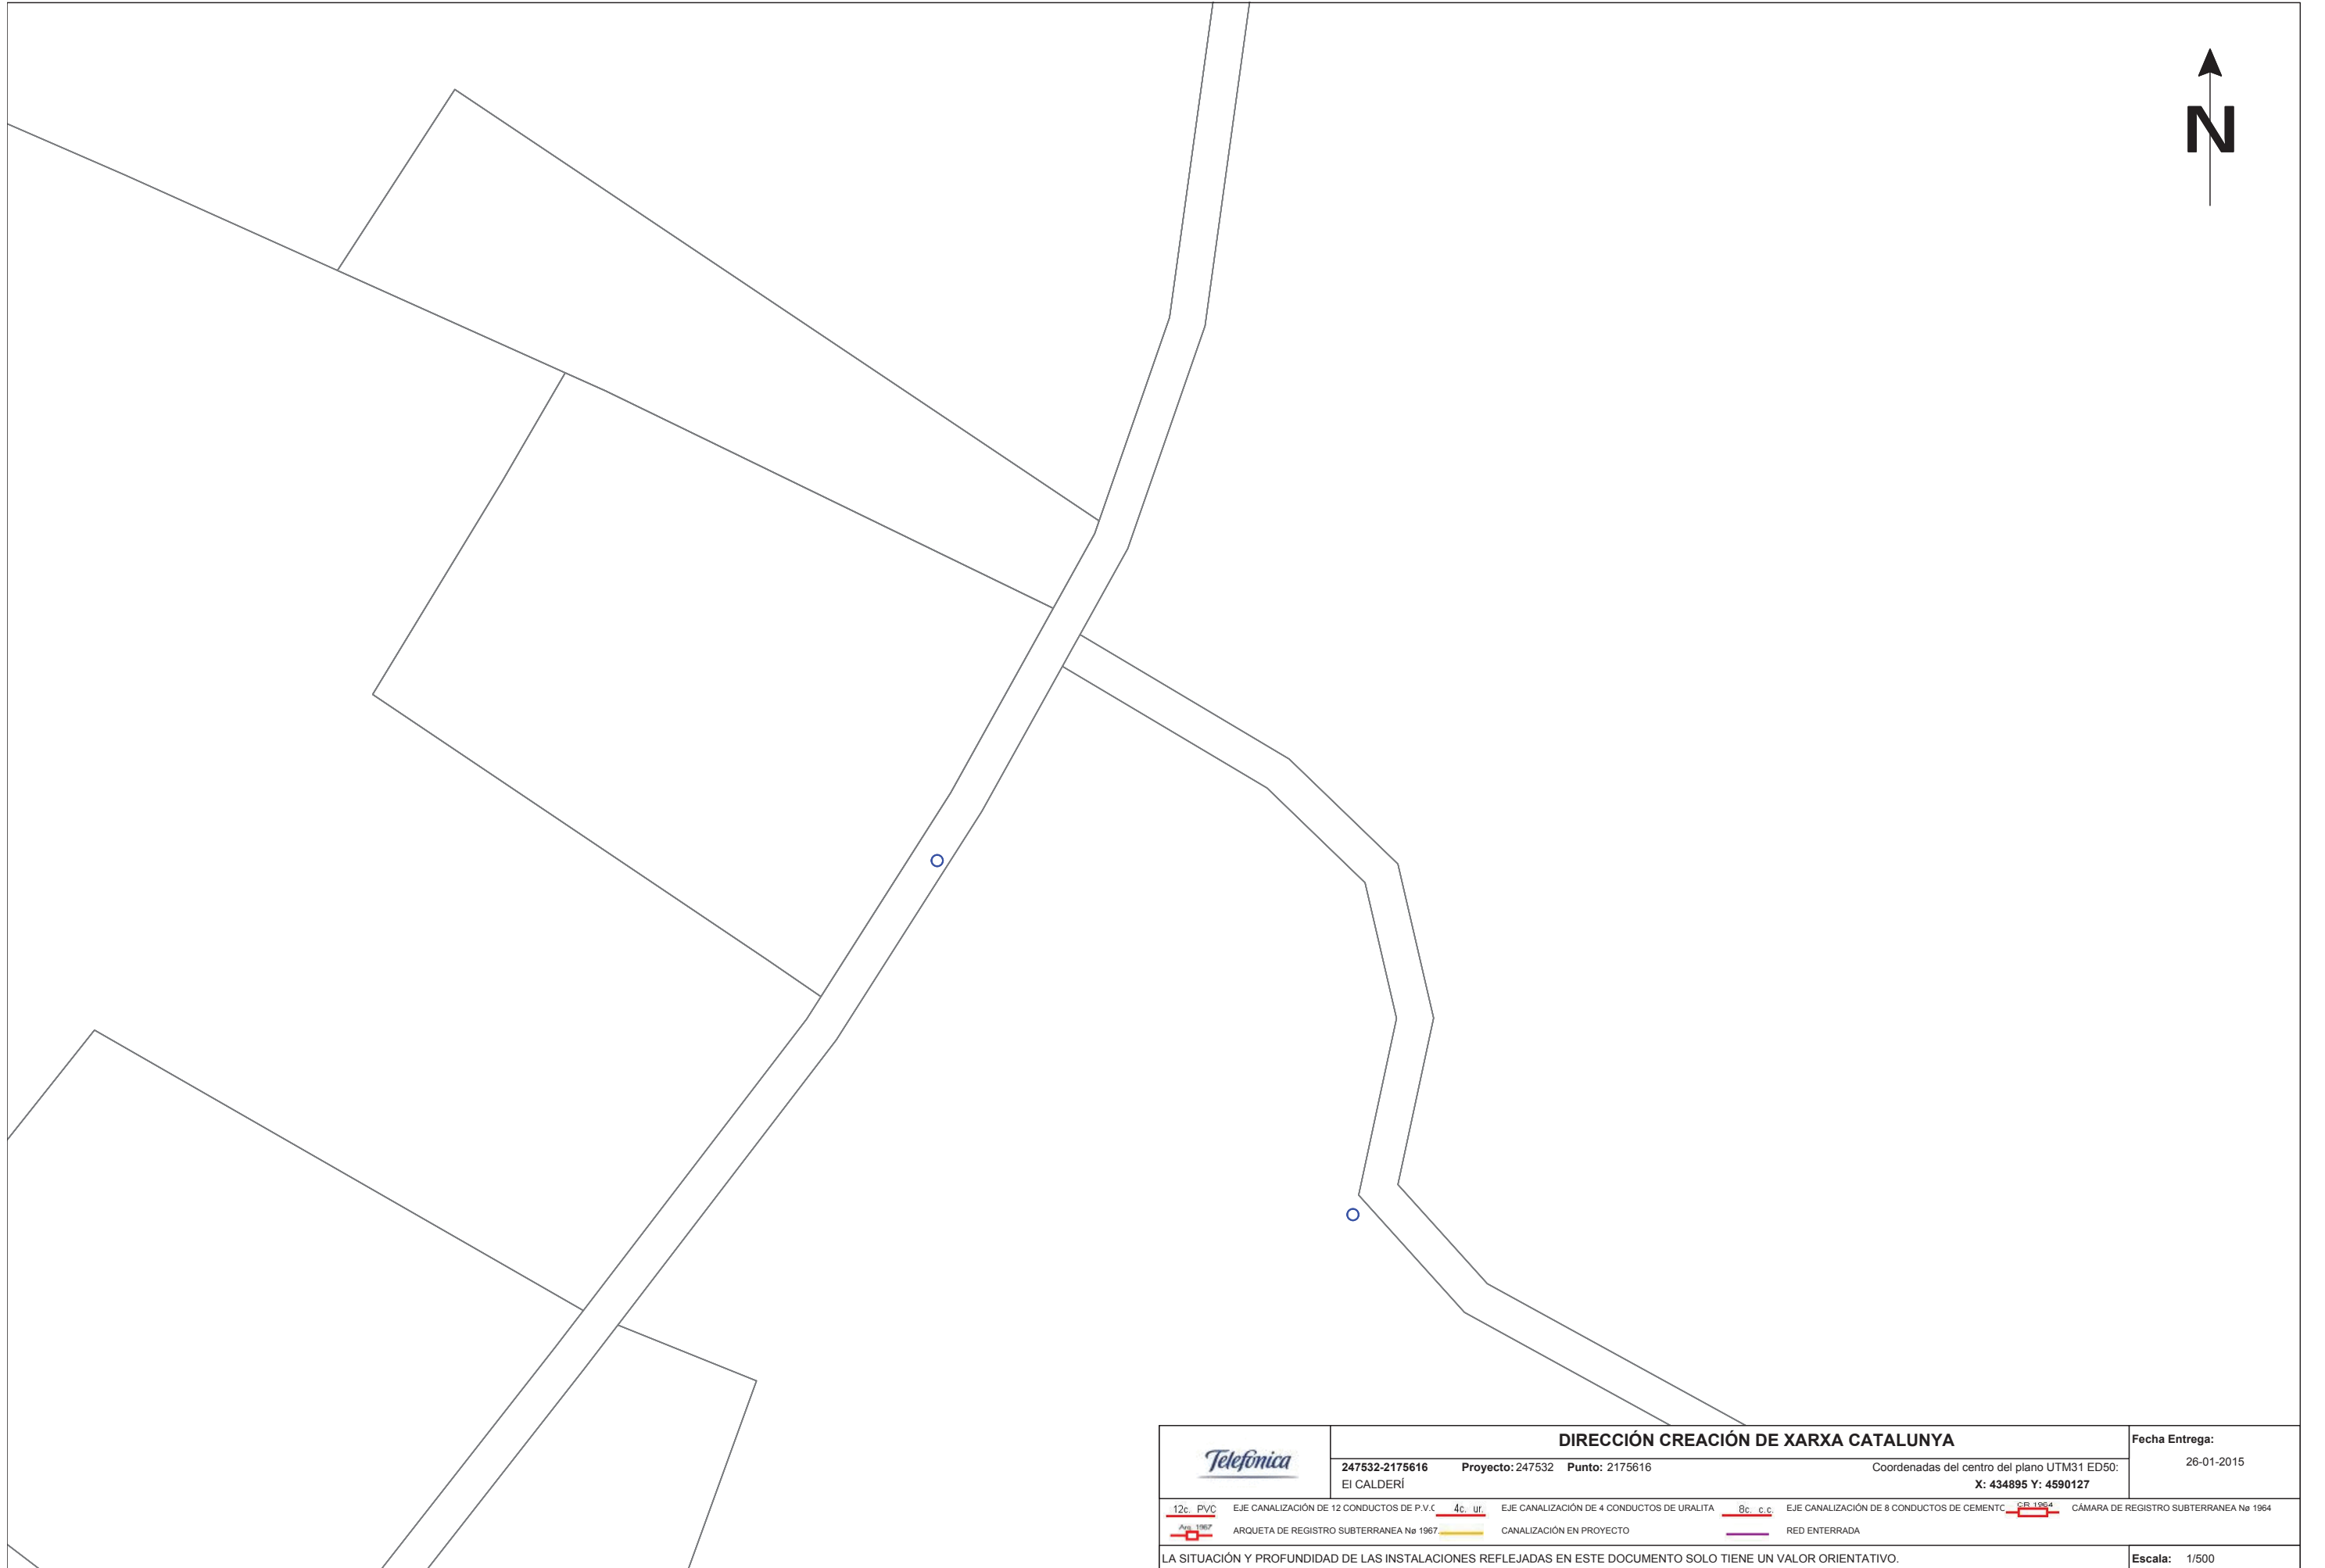 N
Telefónica
DIRECCIÓN CREACIÓN DE XARXA CATALUNYA
Fecha Entrega:
26-01-2015
247532-2175616 Proyecto: 247532 Punto: 2175616 Coordenadas del centro del plano UTM31 ED50:
El CALDERÍ X: 434895 Y: 4590127
12c. PVC EJE CANALIZACIÓN DE 12 CONDUCTOS DE P.V.C 4c. ur. EJE CANALIZACIÓN DE 4 CONDUCTOS DE URALITA 8c. c.c. EJE CANALIZACIÓN DE 8 CONDUCTOS DE CEMENTO C.R. 1964 CÁMARA DE REGISTRO SUBTERRANEA Nø 1964
Arq. 1967 ARQUETA DE REGISTRO SUBTERRANEA Nø 1967 CANALIZACIÓN EN PROYECTO RED ENTERRADA
LA SITUACIÓN Y PROFUNDIDAD DE LAS INSTALACIONES REFLEJADAS EN ESTE DOCUMENTO SOLO TIENE UN VALOR ORIENTATIVO. Escala: 1/500